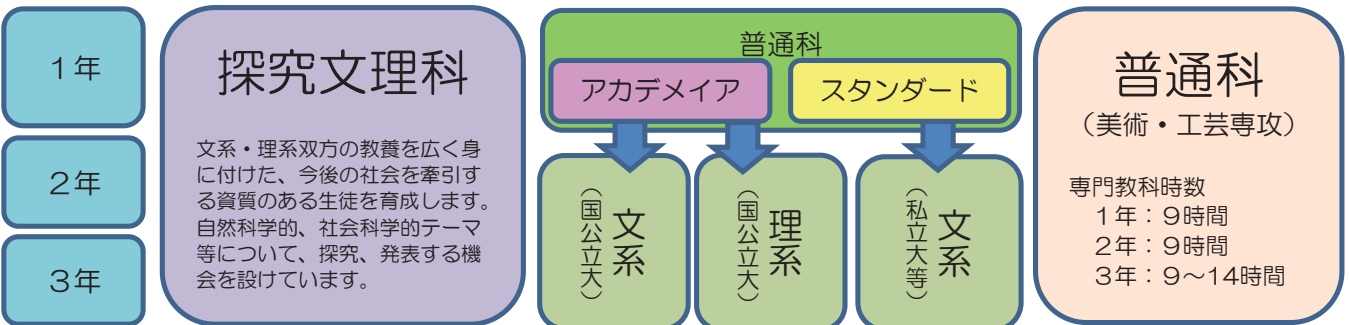 1年
2年
3年
探究文理科
文系・理系双方の教養を広く身
に付けた、今後の社会を牽引す
る資質のある生徒を育成します。
自然科学的、社会科学的テーマ
等について、探究、発表する機
会を設けています。
普通科
アカデメイア
スタンダード
文系
(国公立大)
理系
(国公立大)
文系
(私立大等)
普通科
(美術・工芸専攻)
専門教科時数
1年：9時間
2年：9時間
3年：9～14時間